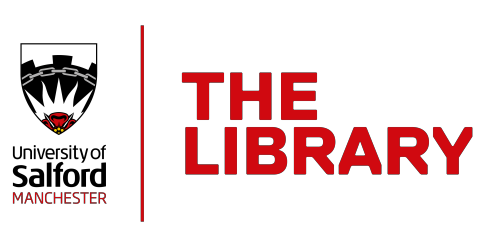 University of
Salford
MANCHESTER
THE
LIBRARY